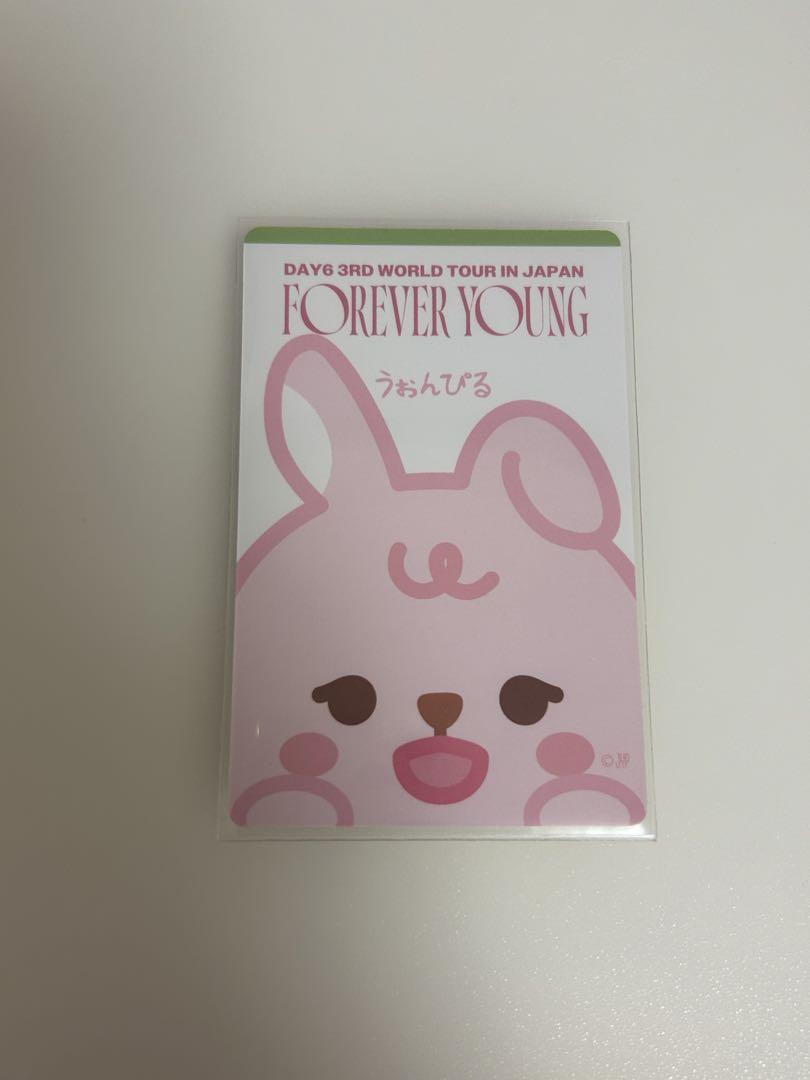 DAY6 3RD WORLD TOUR IN JAPAN
FOREVER YOUNG
うぉんぴる
© JYP